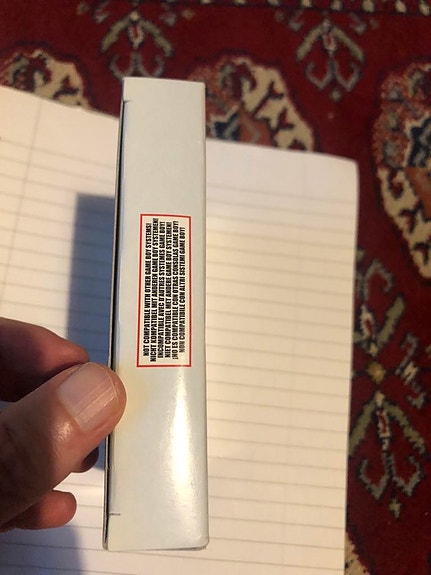 NOT COMPATIBLE WITH OTHER GAME BOY SYSTEMS!
NICHT KOMPATIBEL MIT ANDEREN GAME BOY SYSTEMEN!
INCOMPATIBLE AVEC D'AUTRES SYSTEMES GAME BOY!
NIET COMPATIBEL MET ANDERE GAME BOY SYSTEMEN!
¡NO ES COMPATIBLE CON OTRAS CONSOLAS GAME BOY!
NON COMPATIBILE CON ALTRI SISTEMI GAME BOY!